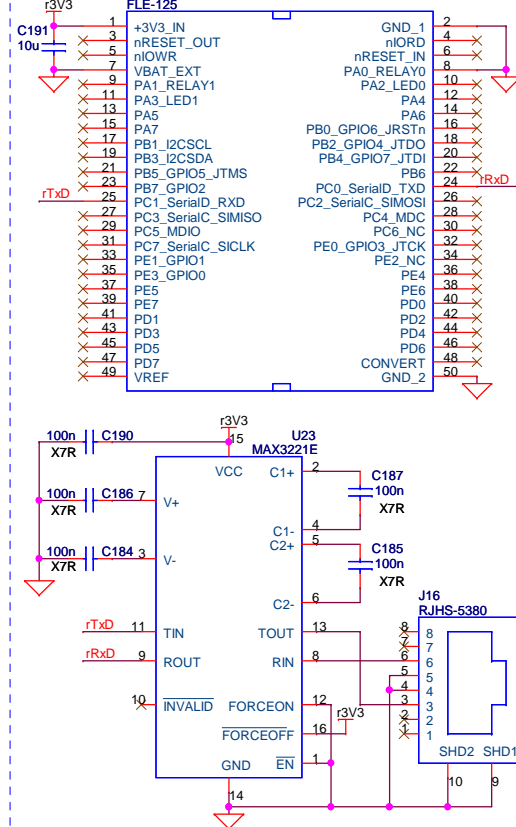 r3V3
FLE-125
C191
10u
1 +3V3_IN GND_1 2
3 nRESET_OUT nIORD 4
5 nIOWR nRESET_IN 6
7 VBAT_EXT PA0_RELAY0 8
9 PA1_RELAY1 PA2_LED0 10
11 PA3_LED1 PA4 12
13 PA5 PA6 14
15 PA7 PB0_GPIO6_JRSTn 16
17 PB1_I2CSCL PB2_GPIO4_JTDO 18
19 PB3_I2CSDA PB4_GPIO7_JTDI 20
21 PB5_GPIO5_JTMS PB6 22
23 PB7_GPIO2 PC0_SerialD_TXD 24 rRxD
rTxD 25 PC1_SerialD_RXD PC2_SerialC_SIMOSI 26
27 PC3_SerialC_SIMISO PC4_MDC 28
29 PC5_MDIO PC6_NC 30
31 PC7_SerialC_SICLK PE0_GPIO3_JTCK 32
33 PE1_GPIO1 PE2_NC 34
35 PE3_GPIO0 PE4 36
37 PE5 PE6 38
39 PE7 PD0 40
41 PD1 PD2 42
43 PD3 PD4 44
45 PD5 PD6 46
47 PD7 CONVERT 48
49 VREF GND_2 50
r3V3
U23
MAX3221E
100n C190
X7R
15
VCC C1+ 2
C187
100n
X7R
100n C186 7 V+
X7R
C1- 4
C2+ 5
100n C184 3 V-
X7R
C185
100n
X7R
C2- 6
J16
RJHS-5380
rTxD 11 TIN TOUT 13
rRxD 9 ROUT RIN 8
10 INVALID FORCEON 12
r3V3
FORCEOFF 16
EN 1
GND
14
8 8
7 7
6 6
5 5
4 4
3 3
2 2
1 1
SHD2 SHD1
10 9